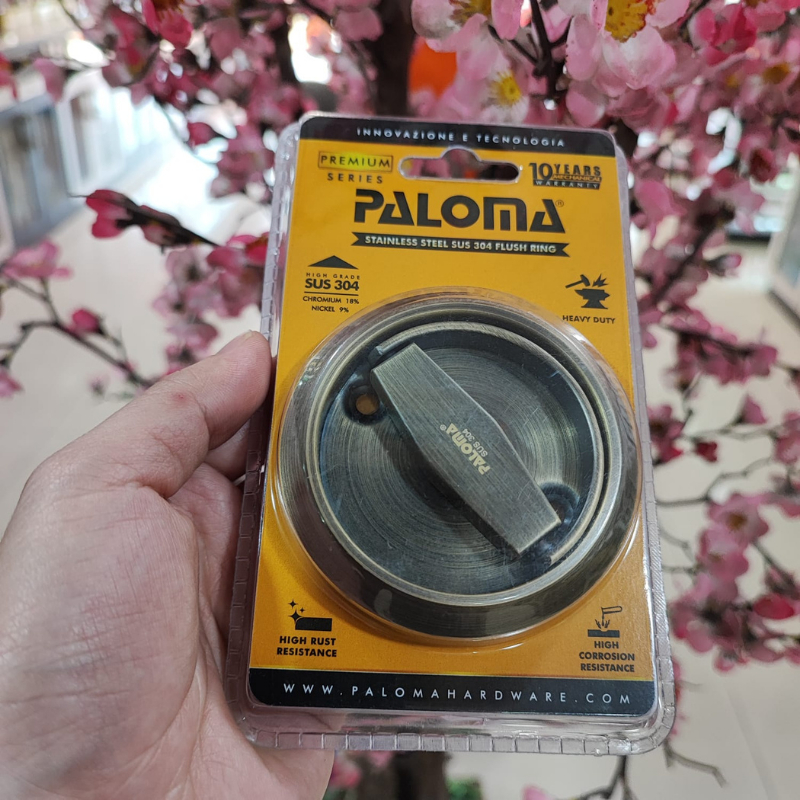 INNOVAZIONE E TECNOLOGIA
PREMIUM
SERIES
10 YEARS
MECHANICAL
WARRANTY
PALOMA®
STAINLESS STEEL SUS 304 FLUSH RING
HIGH GRADE
SUS 304
CHROMIUM 18%
NICKEL 9%
HEAVY DUTY
PALOMA®
SUS 304
HIGH RUST
RESISTANCE
HIGH
CORROSION
RESISTANCE
WWW.PALOMAHARDWARE.COM